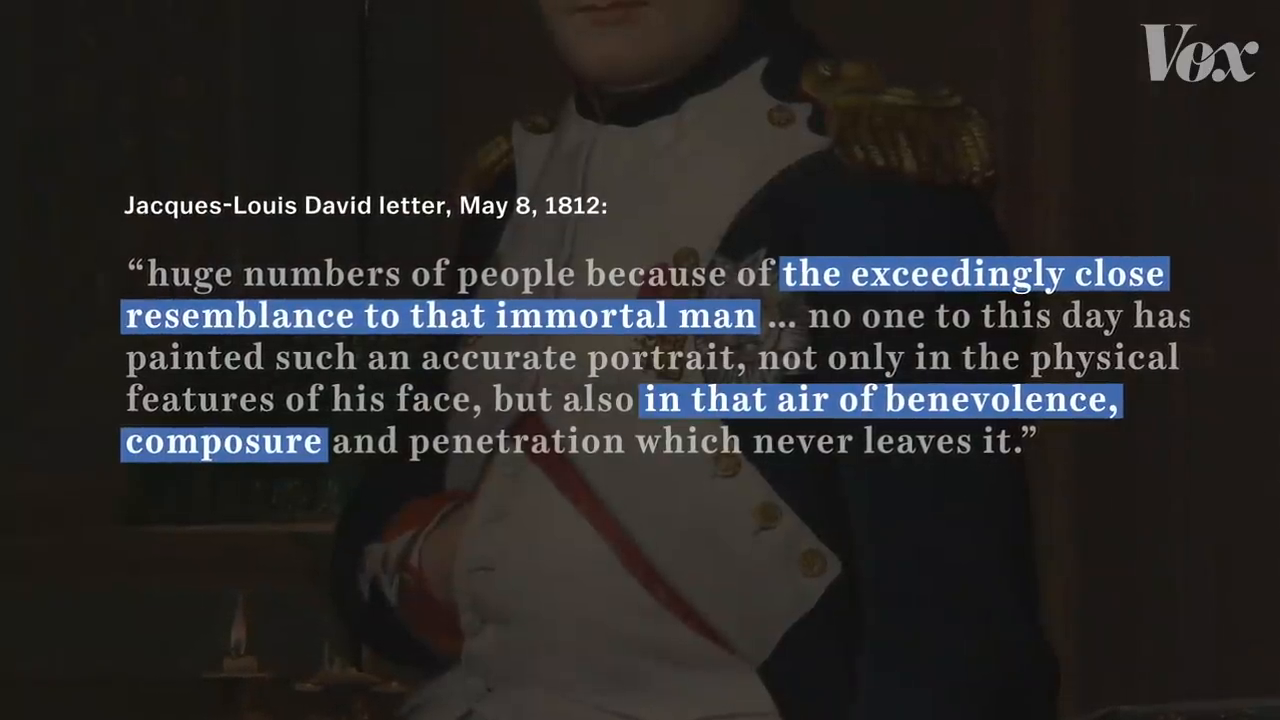 Vox
Jacques-Louis David letter, May 8, 1812:
“huge numbers of people because of the exceedingly close
resemblance to that immortal man ... no one to this day has
painted such an accurate portrait, not only in the physical
features of his face, but also in that air of benevolence,
composure and penetration which never leaves it.”